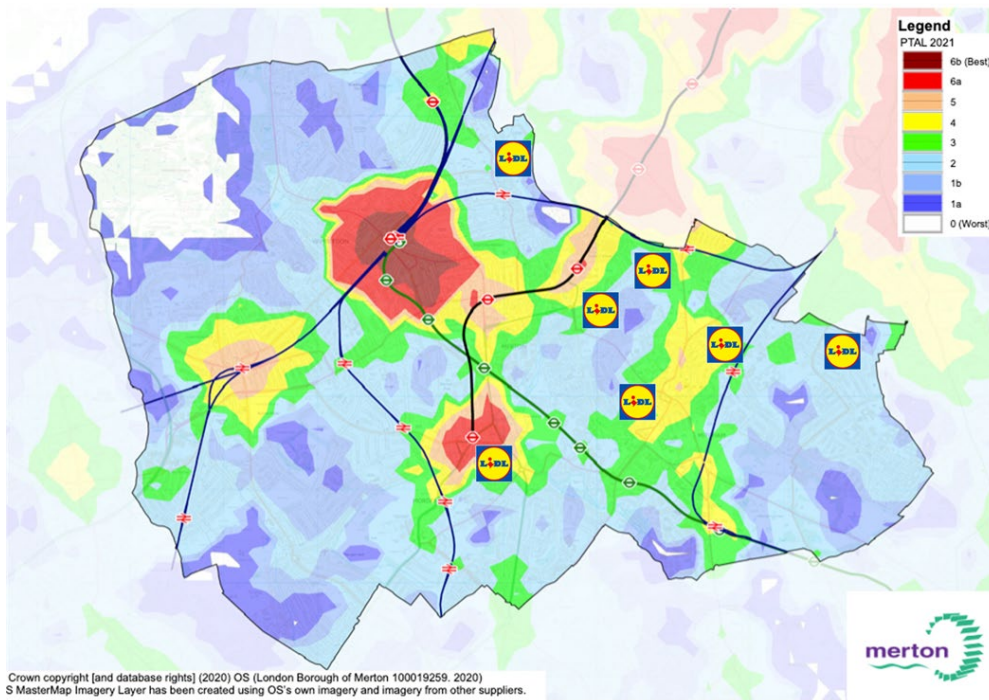 Legend
PTAL 2021
6b (Best)
6a
5
4
3
2
1b
1a
0 (Worst)
LIDL
LIDL
LIDL
LIDL
LIDL
LIDL
LIDL
merton
Crown copyright [and database rights] (2020) OS (London Borough of Merton 100019259. 2020)
S MasterMap Imagery Layer has been created using OS's own imagery and imagery from other suppliers.